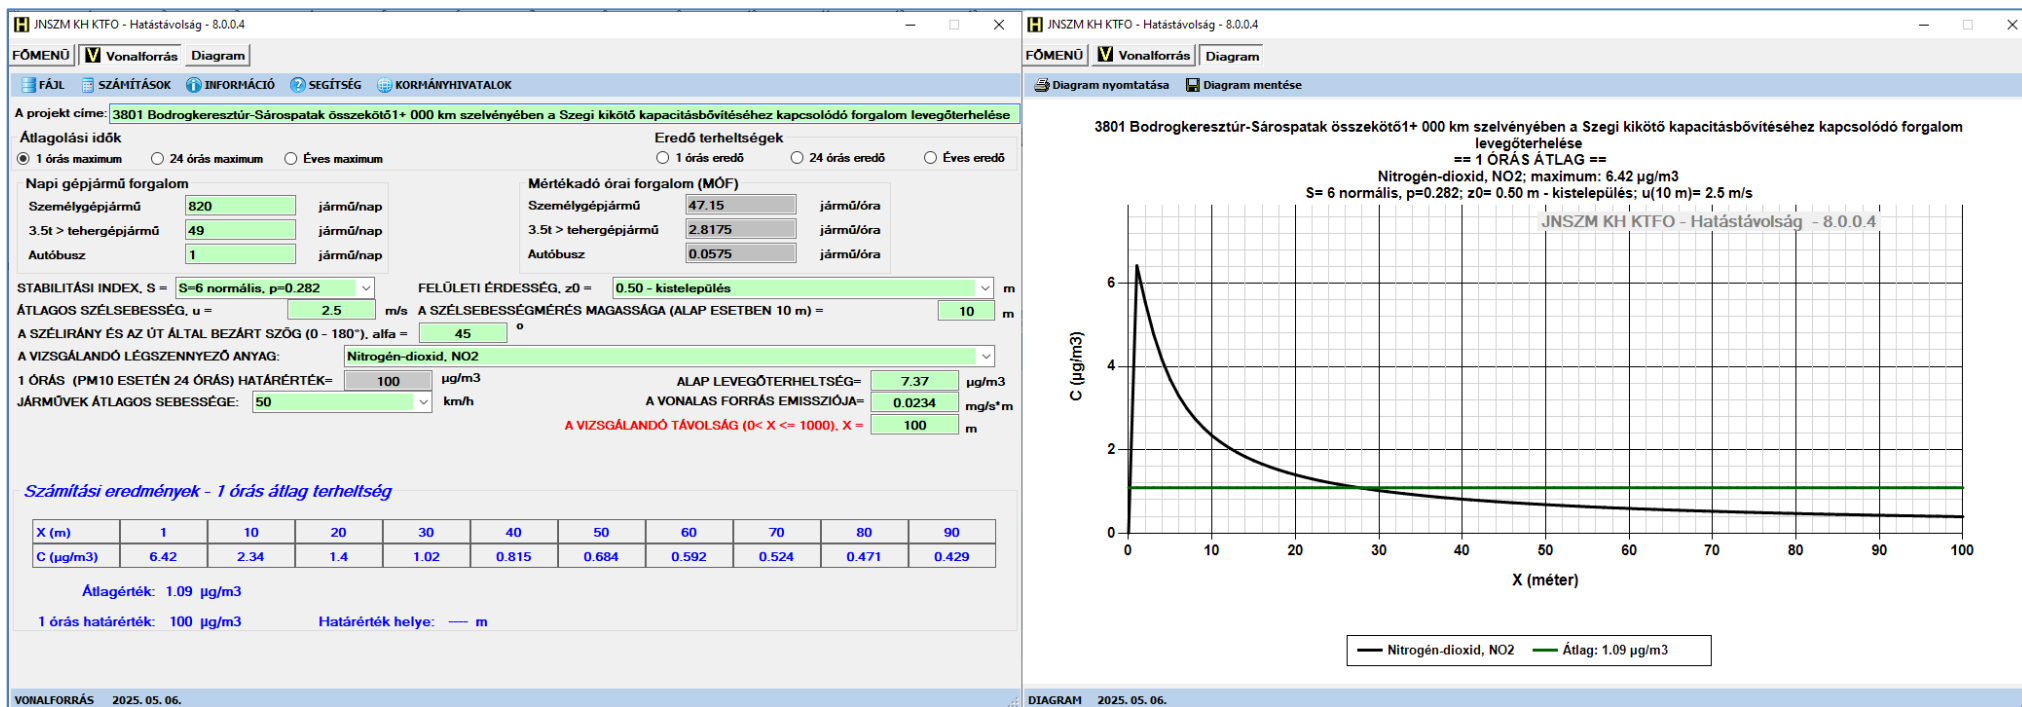 JNSZM KH KTFO - Hatástávolság - 8.0.0.4
FŐMENÜ V Vonalforrás Diagram
FÁJL SZÁMÍTÁSOK INFORMÁCIÓ SEGÍTSÉG KORMÁNYHIVATALOK
A projekt címe: 3801 Bodrogkeresztúr-Sárospatak összekötő1+ 000 km szelvényében a Szegi kikötő kapacitásbővítéséhez kapcsolódó forgalom levegőterhelése
Átlagolási idők
1 órás maximum 24 órás maximum Éves maximum
Eredő terheltségek
1 órás eredő 24 órás eredő Éves eredő
Napi gépjármű forgalom
Személygépjármű 820 jármű/nap
3.5t > tehergépjármű 49 jármű/nap
Autóbusz 1 jármű/nap
Mértékadó órai forgalom (MÓF)
Személygépjármű 47.15 jármű/óra
3.5t > tehergépjármű 2.8175 jármű/óra
Autóbusz 0.0575 jármű/óra
STABILITÁSI INDEX, S = S=6 normális, p=0.282 FELÜLETI ÉRDESSÉG, z0 = 0.50 - kistelepülés m
ÁTLAGOS SZÉLSEBESSÉG, u = 2.5 m/s A SZÉLSEBESSÉGMÉRÉS MAGASSÁGA (ALAP ESETBEN 10 m) = 10 m
A SZÉLIRÁNY ÉS AZ ÚT ÁLTAL BEZÁRT SZÖG (0 - 180°), alfa = 45 °
A VIZSGÁLANDÓ LÉGSZENNYEZŐ ANYAG: Nitrogén-dioxid, NO2
1 ÓRÁS (PM10 ESETÉN 24 ÓRÁS) HATÁRÉRTÉK= 100 µg/m3 ALAP LEVEGŐTERHELTSÉG= 7.37 µg/m3
JÁRMŰVEK ÁTLAGOS SEBESSÉGE: 50 km/h A VONALAS FORRÁS EMISSZIÓJA= 0.0234 mg/s*m
A VIZSGÁLANDÓ TÁVOLSÁG (0< X <= 1000), X = 100 m
Számítási eredmények - 1 órás átlag terheltség
X (m) 1 10 20 30 40 50 60 70 80 90
C (µg/m3) 6.42 2.34 1.4 1.02 0.815 0.684 0.592 0.524 0.471 0.429
Átlagérték: 1.09 µg/m3
1 órás határérték: 100 µg/m3 Határérték helye: ---- m
VONALFORRÁS 2025. 05. 06.
JNSZM KH KTFO - Hatástávolság - 8.0.0.4
FŐMENÜ V Vonalforrás Diagram
Diagram nyomtatása Diagram mentése
3801 Bodrogkeresztúr-Sárospatak összekötő1+ 000 km szelvényében a Szegi kikötő kapacitásbővítéséhez kapcsolódó forgalom
levegőterhelése
== 1 ÓRÁS ÁTLAG ==
Nitrogén-dioxid, NO2; maximum: 6.42 µg/m3
S= 6 normális, p=0.282; z0= 0.50 m - kistelepülés; u(10 m)= 2.5 m/s
JNSZM KH KTFO - Hatástávolság - 8.0.0.4
C (µg/m3)
6
4
2
0
0 10 20 30 40 50 60 70 80 90 100
X (méter)
Nitrogén-dioxid, NO2 Átlag: 1.09 µg/m3
DIAGRAM 2025. 05. 06.